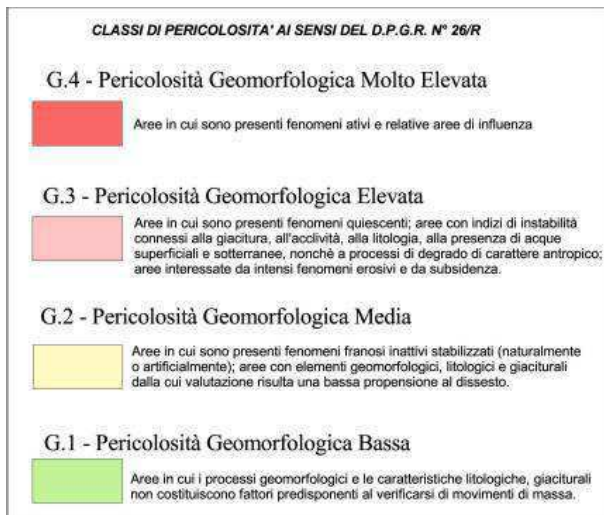 CLASSI DI PERICOLOSITA' AI SENSI DEL D.P.G.R. N° 26/R
G.4 - Pericolosità Geomorfologica Molto Elevata
Aree in cui sono presenti fenomeni ativi e relative aree di influenza
G.3 - Pericolosità Geomorfologica Elevata
Aree in cui sono presenti fenomeni quiescenti; aree con indizi di instabilità
connessi alla giacitura, all'acclività, alla litologia, alla presenza di acque
superficiali e sotterranee, nonchè a processi di degrado di carattere antropico;
aree interessate da intensi fenomeni erosivi e da subsidenza.
G.2 - Pericolosità Geomorfologica Media
Aree in cui sono presenti fenomeni franosi inattivi stabilizzati (naturalmente
o artificialmente); aree con elementi geomorfologici, litologici e giaciturali
dalla cui valutazione risulta una bassa propensione al dissesto.
G.1 - Pericolosità Geomorfologica Bassa
Aree in cui i processi geomorfologici e le caratteristiche litologiche, giaciturali
non costituiscono fattori predisponenti al verificarsi di movimenti di massa.